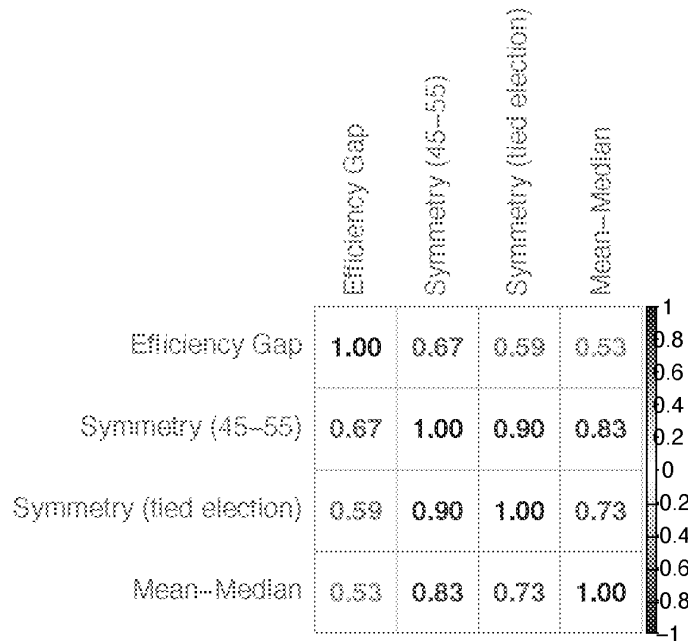 Efficiency Gap
Symmetry (45−55)
Symmetry (tied election)
Mean−Median
Efficiency Gap 1.00 0.67 0.59 0.53
Symmetry (45−55) 0.67 1.00 0.90 0.83
Symmetry (tied election) 0.59 0.90 1.00 0.73
Mean−Median 0.53 0.83 0.73 1.00
1
0.8
0.6
0.4
0.2
0
−0.2
−0.4
−0.6
−0.8
−1